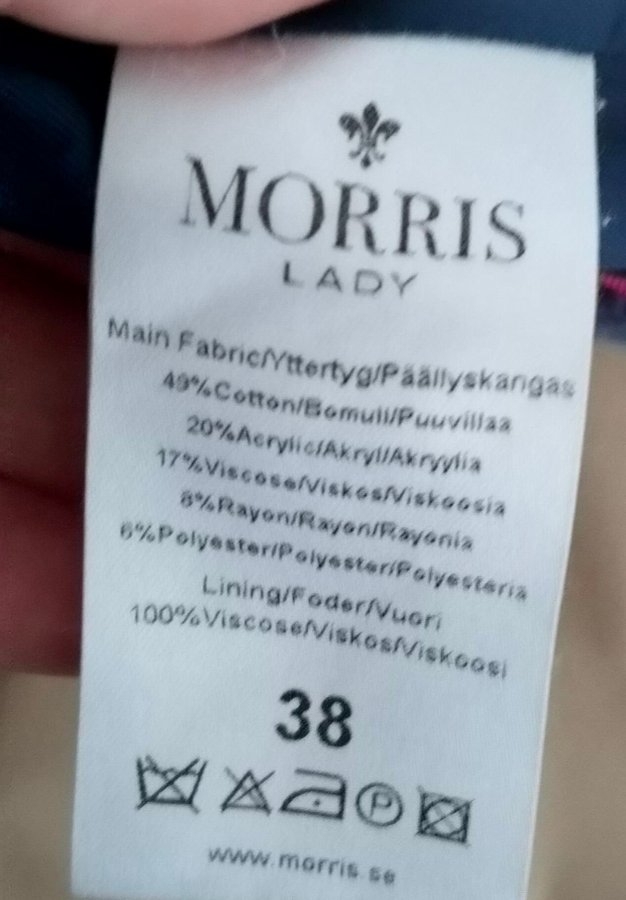 MORRIS
LADY
Main Fabric/Yttertyg/Päällyskangas
49%Cotton/Bomull/Puuvillaa
20%Acrylic/Akryl/Akryylia
17%Viscose/Viskos/Viskoosia
8%Rayon/Rayon/Rayonia
6%Polyester/Polyester/Polyesteria
Lining/Foder/Vuori
100%Viscose/Viskos/Viskoosi
38
P
www.morris.se